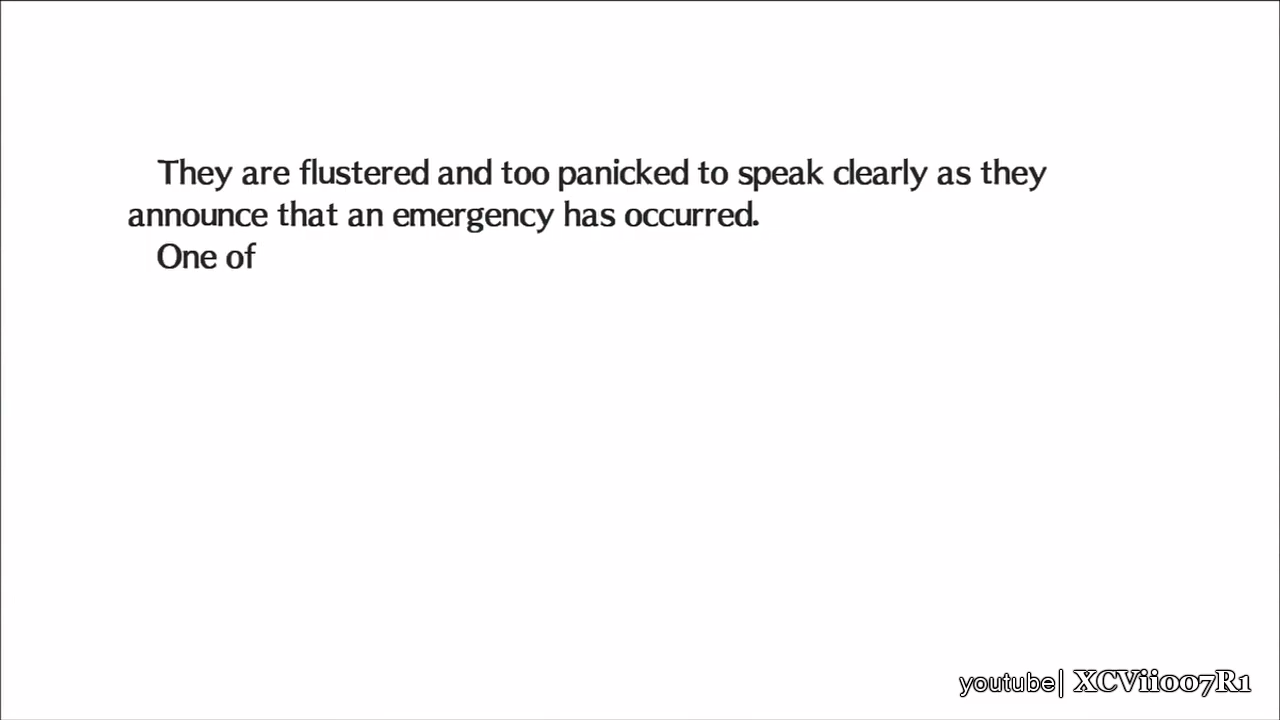 They are flustered and too panicked to speak clearly as they
announce that an emergency has occurred.
One of
youtube| XCVii007R1